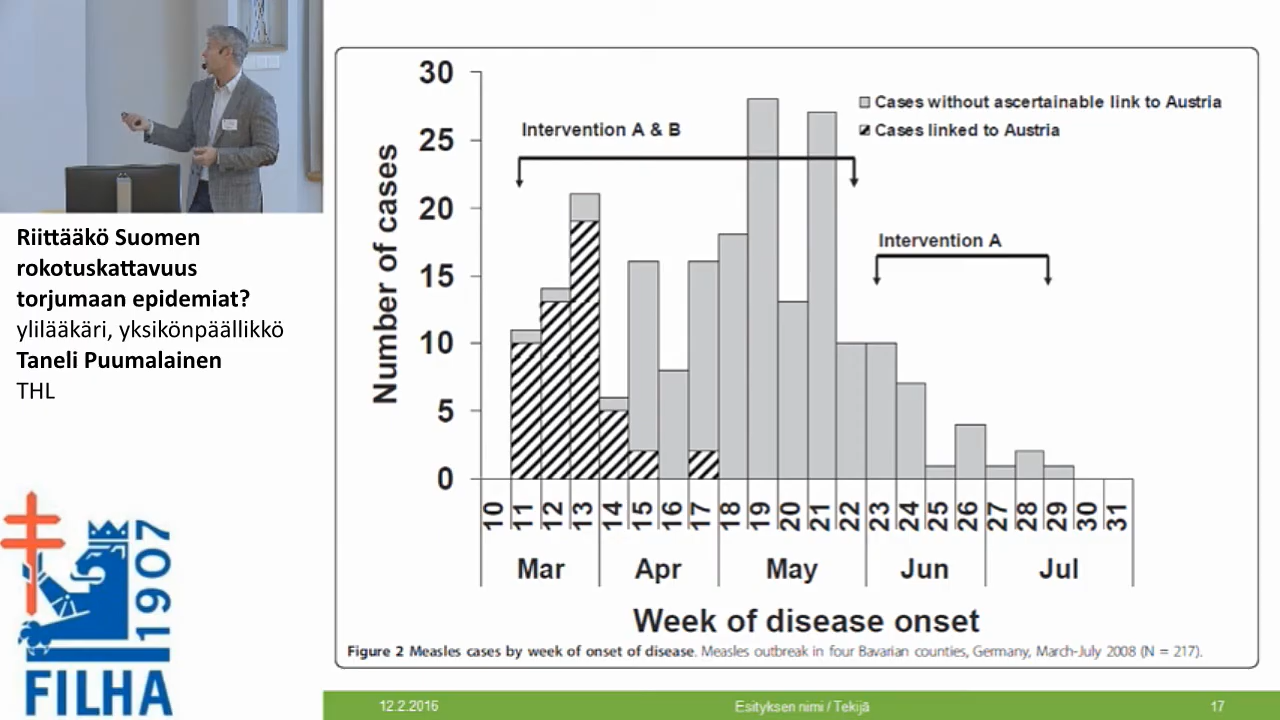 Riittääkö Suomen
rokotuskattavuus
torjumaan epidemiat?
ylilääkäri, yksikönpäällikkö
Taneli Puumalainen
THL
1907
FILHA
Number of cases
30
25
20
15
10
5
0
Cases without ascertainable link to Austria
Cases linked to Austria
Intervention A & B
Intervention A
10 11 12 13 14 15 16 17 18 19 20 21 22 23 24 25 26 27 28 29 30 31
Mar Apr May Jun Jul
Week of disease onset
Figure 2 Measles cases by week of onset of disease. Measles outbreak in four Bavarian counties, Germany, March-July 2008 (N = 217).
12.2.2016 Esityksen nimi / Tekijä 17